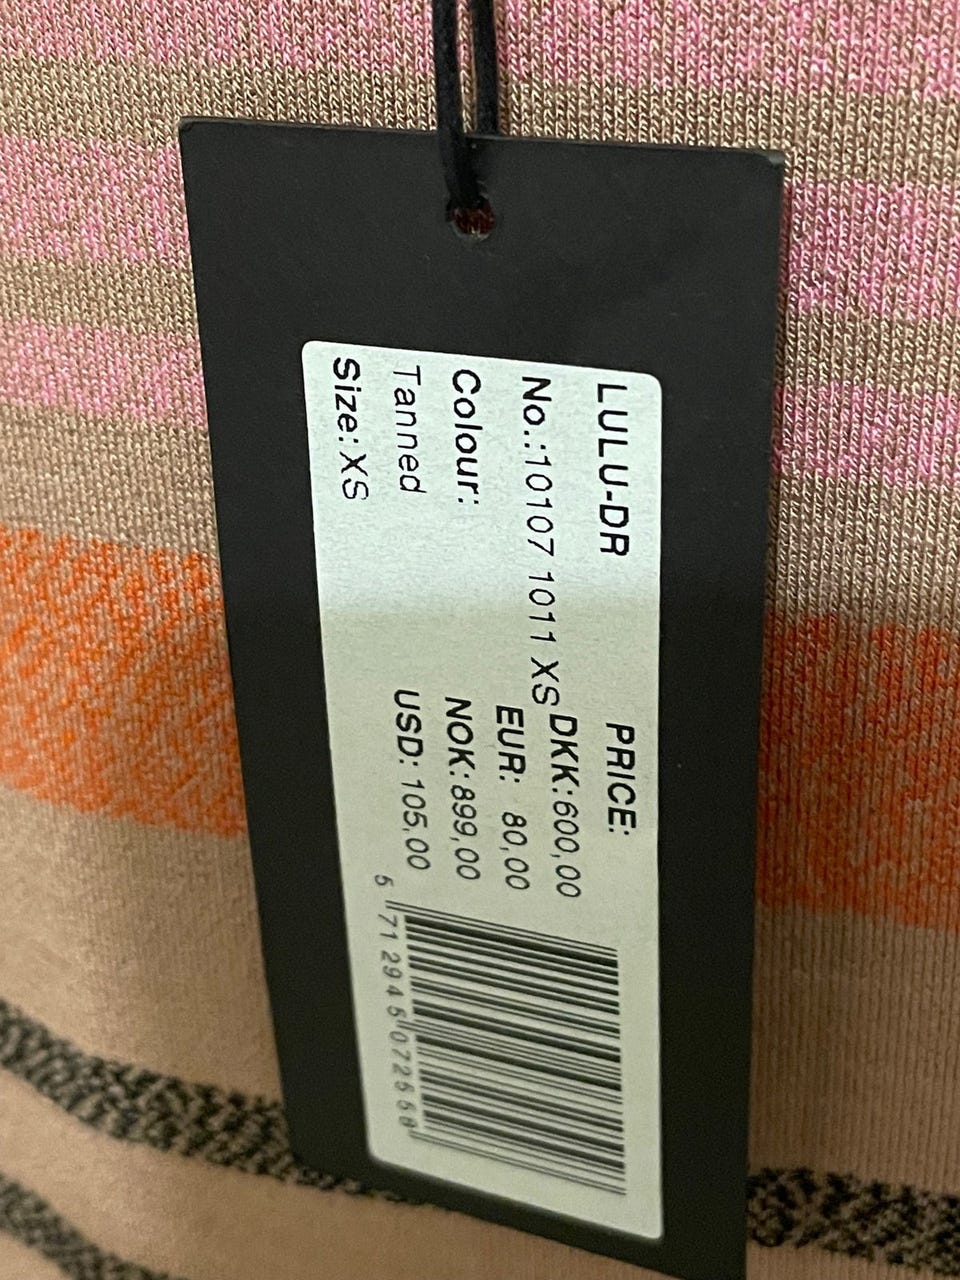 LULU-DR
No.:10107 1011 XS
Colour:
Tanned
Size: XS
PRICE:
DKK:600,00
EUR: 80,00
NOK:899,00
USD: 105,00
5 712945 072558